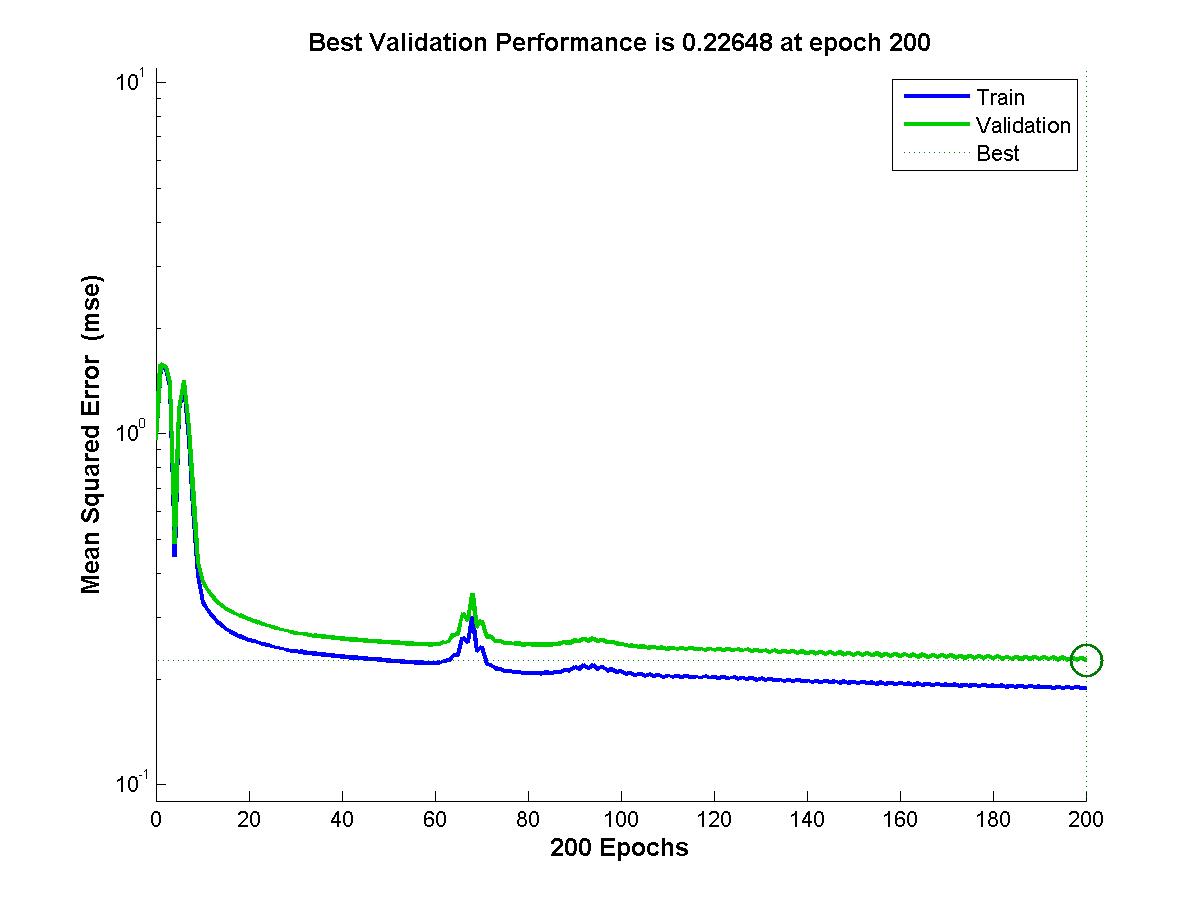 Best Validation Performance is 0.22648 at epoch 200
Train
Validation
Best
Mean Squared Error (mse)
10^1
10^0
10^-1
0 20 40 60 80 100 120 140 160 180 200
200 Epochs